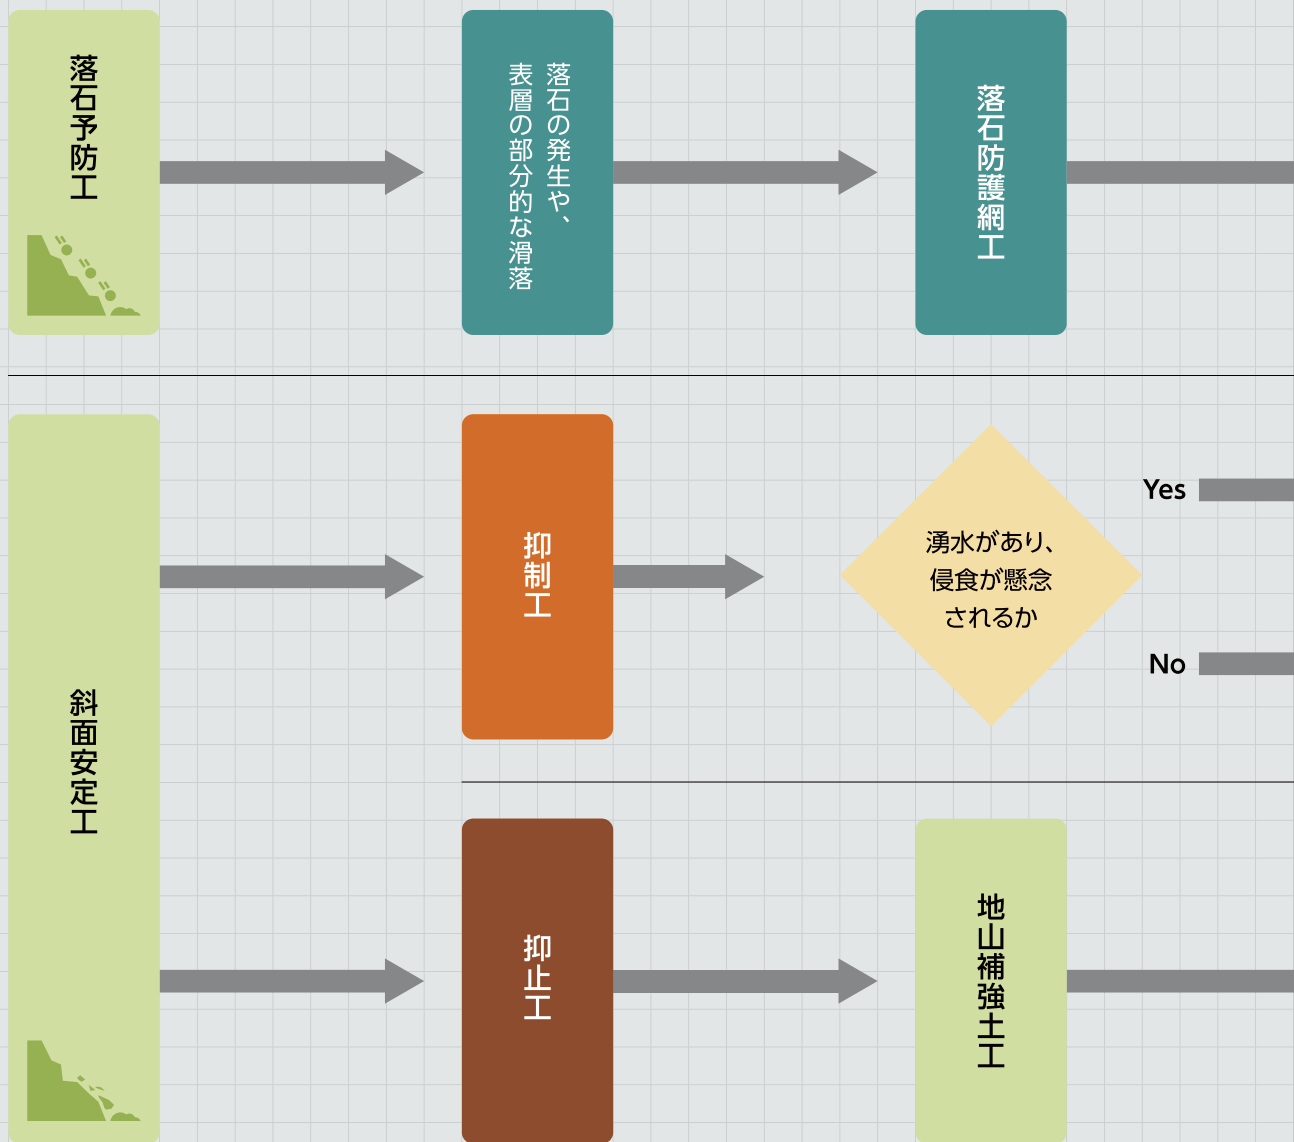 落石予防工
落石の発生や、
表層の部分的な滑落
落石防護網工
斜面安定工
抑制工
湧水があり、
侵食が懸念
されるか
Yes
No
抑止工
地山補強土工